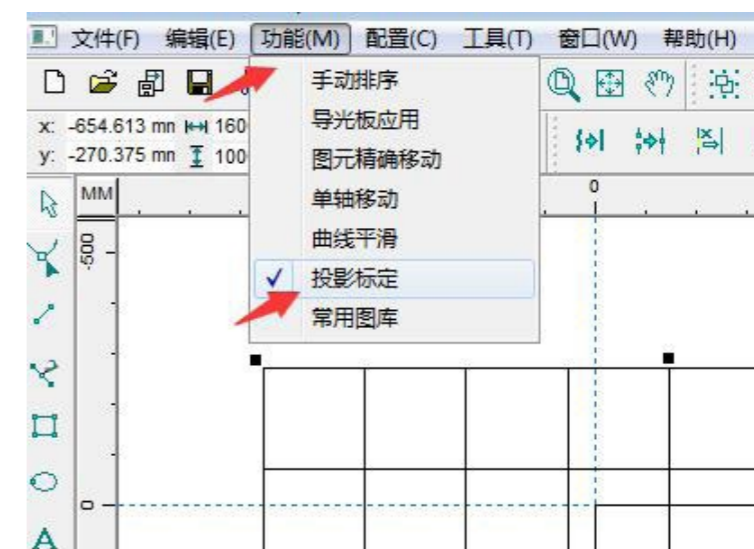 文件(F) 编辑(E) 功能(M) 配置(C) 工具(T) 窗口(W) 帮助(H)
手动排序
导光板应用
图元精确移动
单轴移动
曲线平滑
投影标定
常用图库
x: -654.613 mm 160
y: -270.375 mm 100
MM
0
-500
0
A